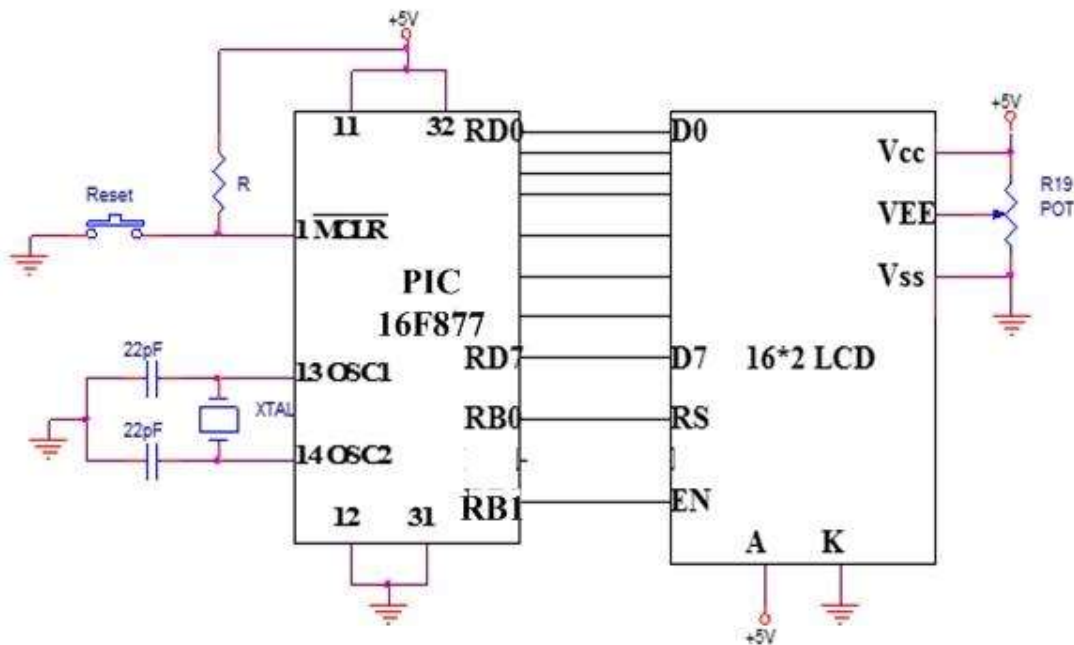 +5V
11
32
RD0
D0
+5V
Vcc
R
R19
POT
Reset
VEE
1 MCLR
PIC
16F877
Vss
22pF
RD7
D7
16*2 LCD
13 OSC1
XTAL
RB0
RS
22pF
14 OSC2
RB1
EN
12
31
A
K
+5V